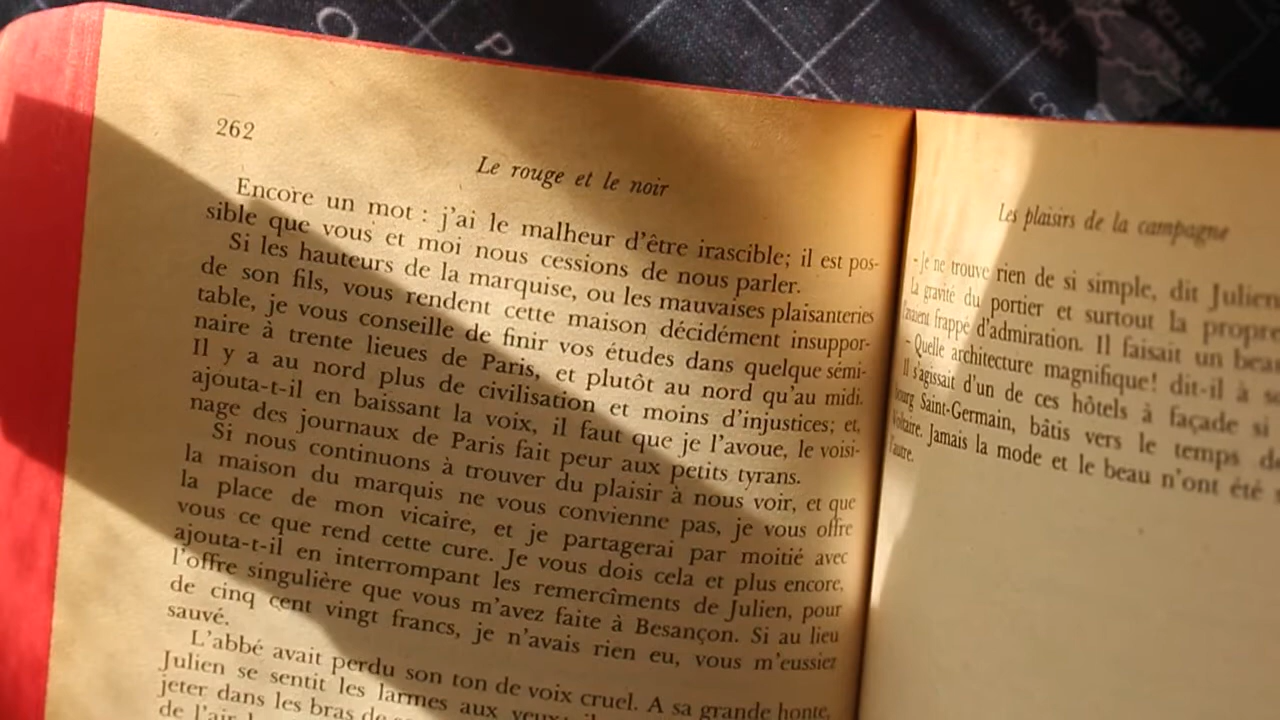 262
Le rouge et le noir
Encore un mot : j'ai le malheur d'être irascible; il est pos-
sible que vous et moi nous cessions de nous parler.
Si les hauteurs de la marquise, ou les mauvaises plaisanteries
de son fils, vous rendent cette maison décidément insuppor-
table, je vous conseille de finir vos études dans quelque sémi-
naire à trente lieues de Paris, et plutôt au nord qu'au midi.
Il y a au nord plus de civilisation et moins d'injustices; et,
ajouta-t-il en baissant la voix, il faut que je l'avoue, le voisi-
nage des journaux de Paris fait peur aux petits tyrans.
Si nous continuons à trouver du plaisir à nous voir, et que
la maison du marquis ne vous convienne pas, je vous offre
la place de mon vicaire, et je partagerai par moitié avec
vous ce que rend cette cure. Je vous dois cela et plus encore,
ajouta-t-il en interrompant les remercîments de Julien, pour
l'offre singulière que vous m'avez faite à Besançon. Si au lieu
de cinq cent vingt francs, je n'avais rien eu, vous m'eussiez
sauvé.
L'abbé avait perdu son ton de voix cruel. A sa grande honte,
Julien se sentit les larmes aux yeux
jeter dans les bras de
de l'air
Les plaisirs de la campagne
- Je ne trouve rien de si simple, dit Julien
La gravité du portier et surtout la propre
l'avaient frappé d'admiration. Il faisait un beau
- Quelle architecture magnifique! dit-il à
Il s'agissait d'un de ces hôtels à façade si
bourg Saint-Germain, bâtis vers le temps de
Voltaire. Jamais la mode et le beau n'ont été
l'autre.
O
P
BELIZE